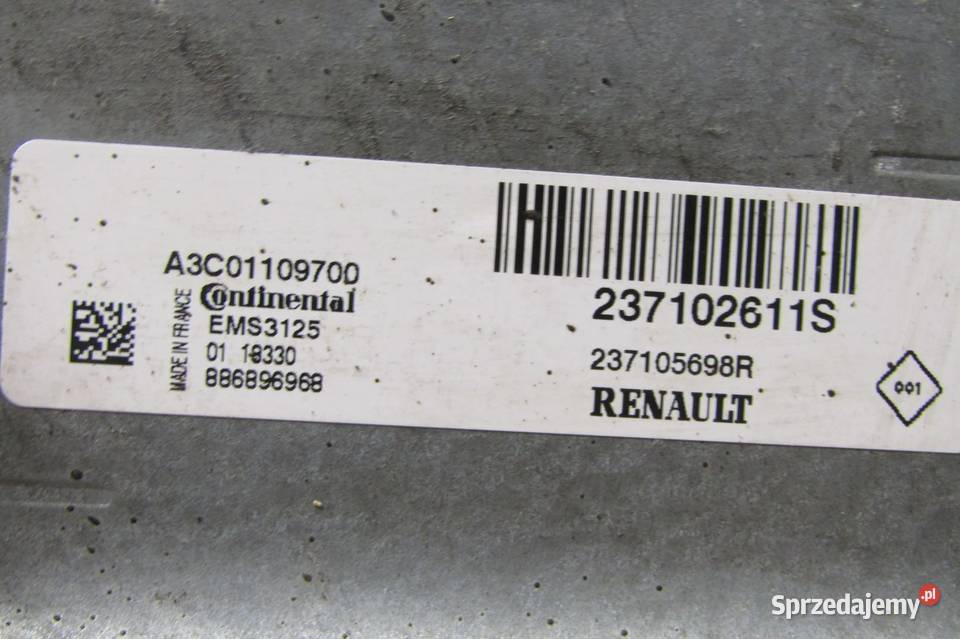 A3C01109700
Continental
EMS3125
01 18330
886896968
MADE IN FRANCE
237102611S
237105698R
RENAULT
001
Sprzedajemy.pl